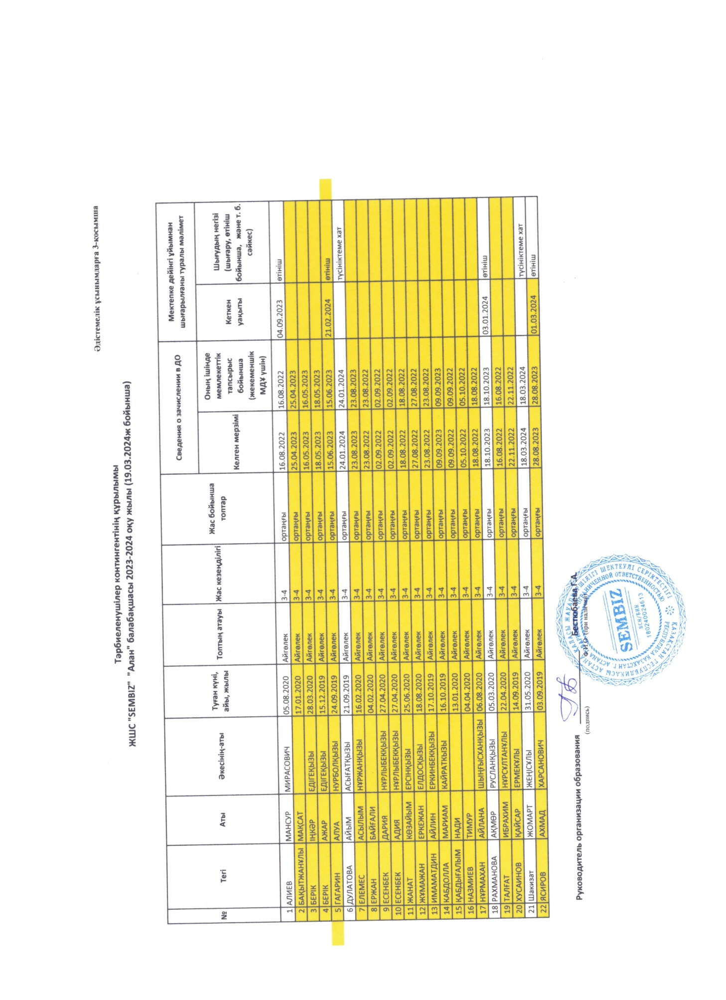 Әдістемелік ұсынымдарға 3-косымша
Тәрбиеленушілер контингентінің құрылымы
ЖШС "SEMBIZ" "Алан" балабақшасы 2023-2024 оқу жылы (19.03.2024ж бойынша)
№ Тегі Аты Әкесінің-аты Туған күні, айы, жылы Топтың атауы Жас кезеңділігі Жас бойынша топтар Сведения о зачислении в ДО Мектепке дейінгі ұйымнан шығарылғаны туралы мәлімет
Келген мерзімі Оның ішінде мемлекеттік тапсырыс бойынша (жекеменшік МДҰ үшін) Кеткен уақыты Шығудың негізі (шығару, өтініш бойынша, және т. б. сәйкес)
1 АЛИЕВ МАНСУР МИРАСОВИЧ 05.08.2020 Айгөлек 3-4 ортаңғы 16.08.2022 16.08.2022 04.09.2023 өтініш
2 БАҚЫТЖАНҰЛЫ МАҚСАТ 17.01.2020 Айгөлек 3-4 ортаңғы 25.04.2023 25.04.2023
3 БЕРІК ІҢКӘР ЕДІГЕҚЫЗЫ 28.03.2020 Айгөлек 3-4 ортаңғы 16.05.2023 16.05.2023
4 БЕРІК АЖАР ЕДІГЕҚЫЗЫ 15.12.2019 Айгөлек 3-4 ортаңғы 18.05.2023 18.05.2023
5 ГАГАРИН АЛУА НУРБОЛҚЫЗЫ 24.09.2019 Айгөлек 3-4 ортаңғы 15.06.2023 15.06.2023 21.02.2024 өтініш
6 ДУЛАТОВА АЙЫМ АСЫҒАТҚЫЗЫ 21.09.2019 Айгөлек 3-4 ортаңғы 24.01.2024 24.01.2024 түсініктеме хат
7 ЕЛЕМЕС АСЫЛЫМ НҰРЖАНҚЫЗЫ 16.02.2020 Айгөлек 3-4 ортаңғы 23.08.2023 23.08.2023
8 ЕРЖАН БАЙҒАЛИ 04.02.2020 Айгөлек 3-4 ортаңғы 23.08.2022 23.08.2022
9 ЕСЕНБЕК ДАРИЯ НҰРЛЫБЕКҚЫЗЫ 27.04.2020 Айгөлек 3-4 ортаңғы 02.09.2022 02.09.2022
10 ЕСЕНБЕК АДИЯ НҰРЛЫБЕКҚЫЗЫ 27.04.2020 Айгөлек 3-4 ортаңғы 02.09.2022 02.09.2022
11 ЖАНАТ КӨЗАЙЫМ ЕРСІНҚЫЗЫ 25.06.2020 Айгөлек 3-4 ортаңғы 18.08.2022 18.08.2022
12 ЖҰМАЖАН ЕРКЕЖАН ЕЛДОСҚЫЗЫ 18.08.2020 Айгөлек 3-4 ортаңғы 27.08.2022 27.08.2022
13 ИМАМАТДИН АЙЛИН ЕРКИНБЕКҚЫЗЫ 17.10.2019 Айгөлек 3-4 ортаңғы 23.08.2022 23.08.2022
14 КАБДОЛЛА МАРИАМ КАЙРАТКЫЗЫ 16.10.2019 Айгөлек 3-4 ортаңғы 09.09.2023 09.09.2023
15 ҚАБДЫҒАЛЫМ НАДИ 13.01.2020 Айгөлек 3-4 ортаңғы 09.09.2022 09.09.2022
16 НАЗМИЕВ ТИМУР 04.04.2020 Айгөлек 3-4 ортаңғы 05.10.2022 05.10.2022
17 НҰРМАХАН АЙЛАНА ШЫҢҒЫСХАНҚЫЗЫ 06.08.2020 Айгөлек 3-4 ортаңғы 18.08.2022 18.08.2022
18 РАХМАНОВА АҚМӨР РУСЛАНҚЫЗЫ 05.03.2020 Айгөлек 3-4 ортаңғы 18.10.2023 18.10.2023 03.01.2024 өтініш
19 ТАЛҒАТ ИБРАХИМ НҰРСҰЛТАНҰЛЫ 22.04.2020 Айгөлек 3-4 ортаңғы 16.08.2022 16.08.2022
20 ХУСАИНОВ ҚАЙСАР ЕРМЕКҰЛЫ 14.09.2019 Айгөлек 3-4 ортаңғы 22.11.2022 22.11.2022
21 Шакизат ЖОМАРТ ЖЕҢІСҰЛЫ 31.05.2020 Айгөлек 3-4 ортаңғы 18.03.2024 18.03.2024 түсініктеме хат
22 ЯСИРОВ АХМАД ХАРСАНОВИЧ 03.09.2019 Айгөлек 3-4 ортаңғы 28.08.2023 28.08.2023 01.03.2024 өтініш
Руководитель организации образования Бестюбаева Г.А.
(подпись) Ф.И.О (при наличии)
ҚАЗАҚСТАН РЕСПУБЛИКАСЫ АСТАНА ҚАЛАСЫ ЖАУАПКЕРШІЛІГІ ШЕКТЕУЛІ СЕРІКТЕСТІГІ
РЕСПУБЛИКА КАЗАХСТАН Г. АСТАНА ОГРАНИЧЕННОЙ ОТВЕТСТВЕННОСТЬЮ
SEMBIZ
БСН/БИН
180240024613